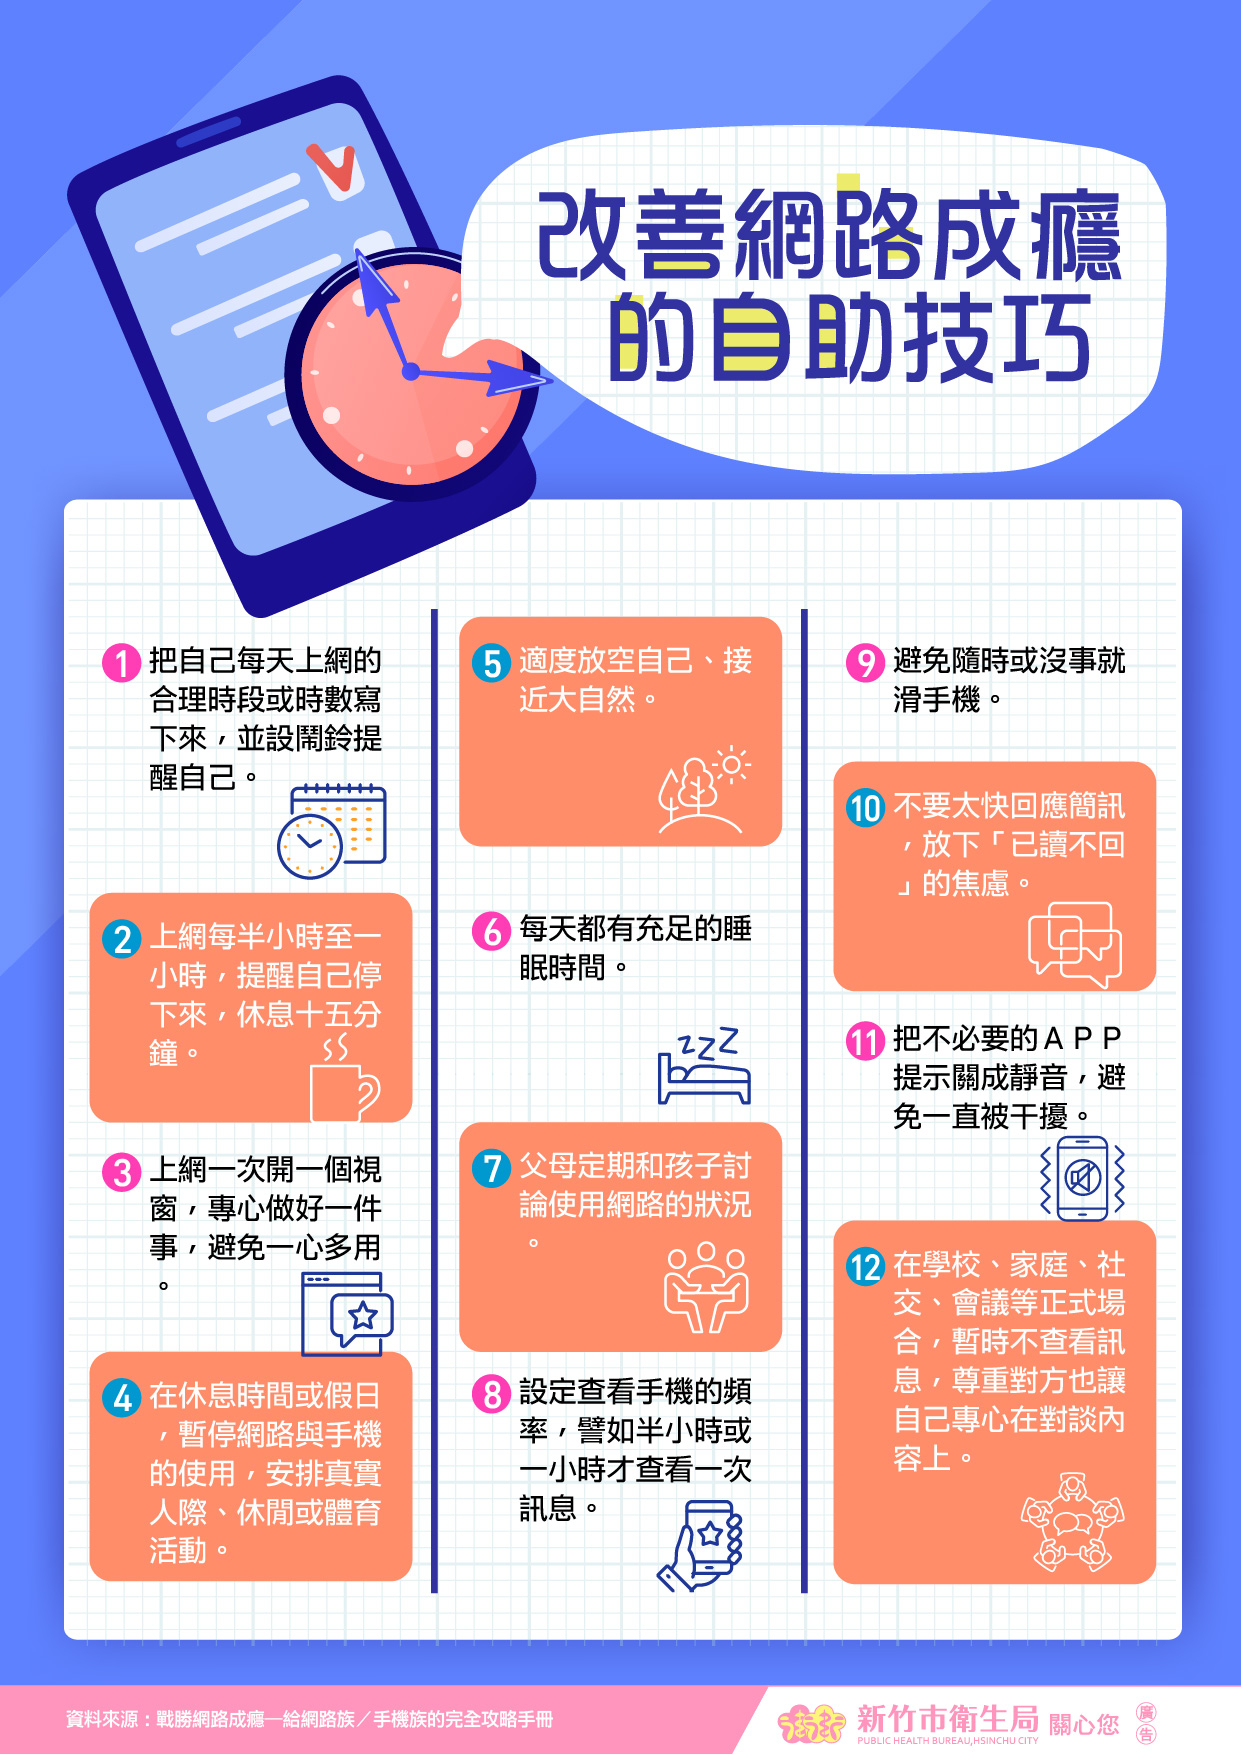 改善網路成癮
的自助技巧
1 把自己每天上網的
合理時段或時數寫
下來，並設鬧鈴提
醒自己。
2 上網每半小時至一
小時，提醒自己停
下來，休息十五分
鐘。
3 上網一次開一個視
窗，專心做好一件
事，避免一心多用
。
4 在休息時間或假日
，暫停網路與手機
的使用，安排真實
人際、休閒或體育
活動。
5 適度放空自己、接
近大自然。
6 每天都有充足的睡
眠時間。
zzZ
7 父母定期和孩子討
論使用網路的狀況
。
8 設定查看手機的頻
率，譬如半小時或
一小時才查看一次
訊息。
9 避免隨時或沒事就
滑手機。
10 不要太快回應簡訊
，放下「已讀不回
」的焦慮。
11 把不必要的ＡＰＰ
提示關成靜音，避
免一直被干擾。
12 在學校、家庭、社
交、會議等正式場
合，暫時不查看訊
息，尊重對方也讓
自己專心在對談內
容上。
資料來源：戰勝網路成癮—給網路族／手機族的完全攻略手冊
新竹市衛生局 關心您
PUBLIC HEALTH BUREAU,HSINCHU CITY
廣告